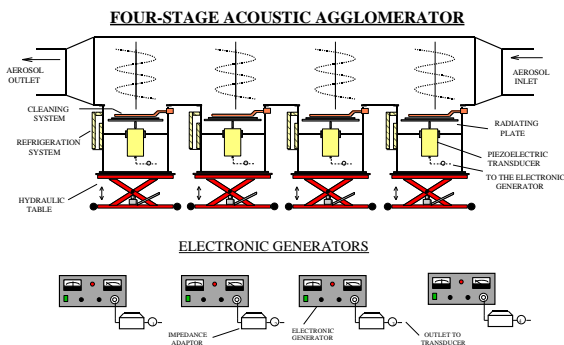 FOUR-STAGE ACOUSTIC AGGLOMERATOR
AEROSOL
OUTLET
AEROSOL
INLET
CLEANING
SYSTEM
REFRIGERATION
SYSTEM
HYDRAULIC
TABLE
RADIATING
PLATE
PIEZOELECTRIC
TRANSDUCER
TO THE ELECTRONIC
GENERATOR
ELECTRONIC GENERATORS
IMPEDANCE
ADAPTOR
ELECTRONIC
GENERATOR
OUTLET TO
TRANSDUCER